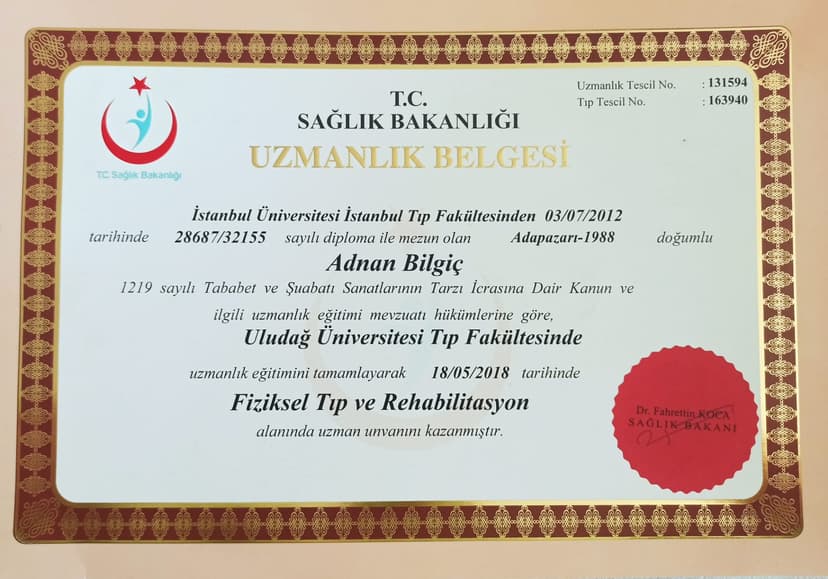 T.C. Sağlık Bakanlığı
T.C.
SAĞLIK BAKANLIĞI
UZMANLIK BELGESİ
Uzmanlık Tescil No. : 131594
Tıp Tescil No. : 163940
İstanbul Üniversitesi İstanbul Tıp Fakültesinden 03/07/2012
tarihinde 28687/32155 sayılı diploma ile mezun olan Adapazarı-1988 doğumlu
Adnan Bilgiç
1219 sayılı Tababet ve Şuabatı Sanatlarının Tarzı İcrasına Dair Kanun ve
ilgili uzmanlık eğitimi mevzuatı hükümlerine göre,
Uludağ Üniversitesi Tıp Fakültesinde
uzmanlık eğitimini tamamlayarak 18/05/2018 tarihinde
Fiziksel Tıp ve Rehabilitasyon
alanında uzman unvanını kazanmıştır.
Dr. Fahrettin KOCA
SAĞLIK BAKANI